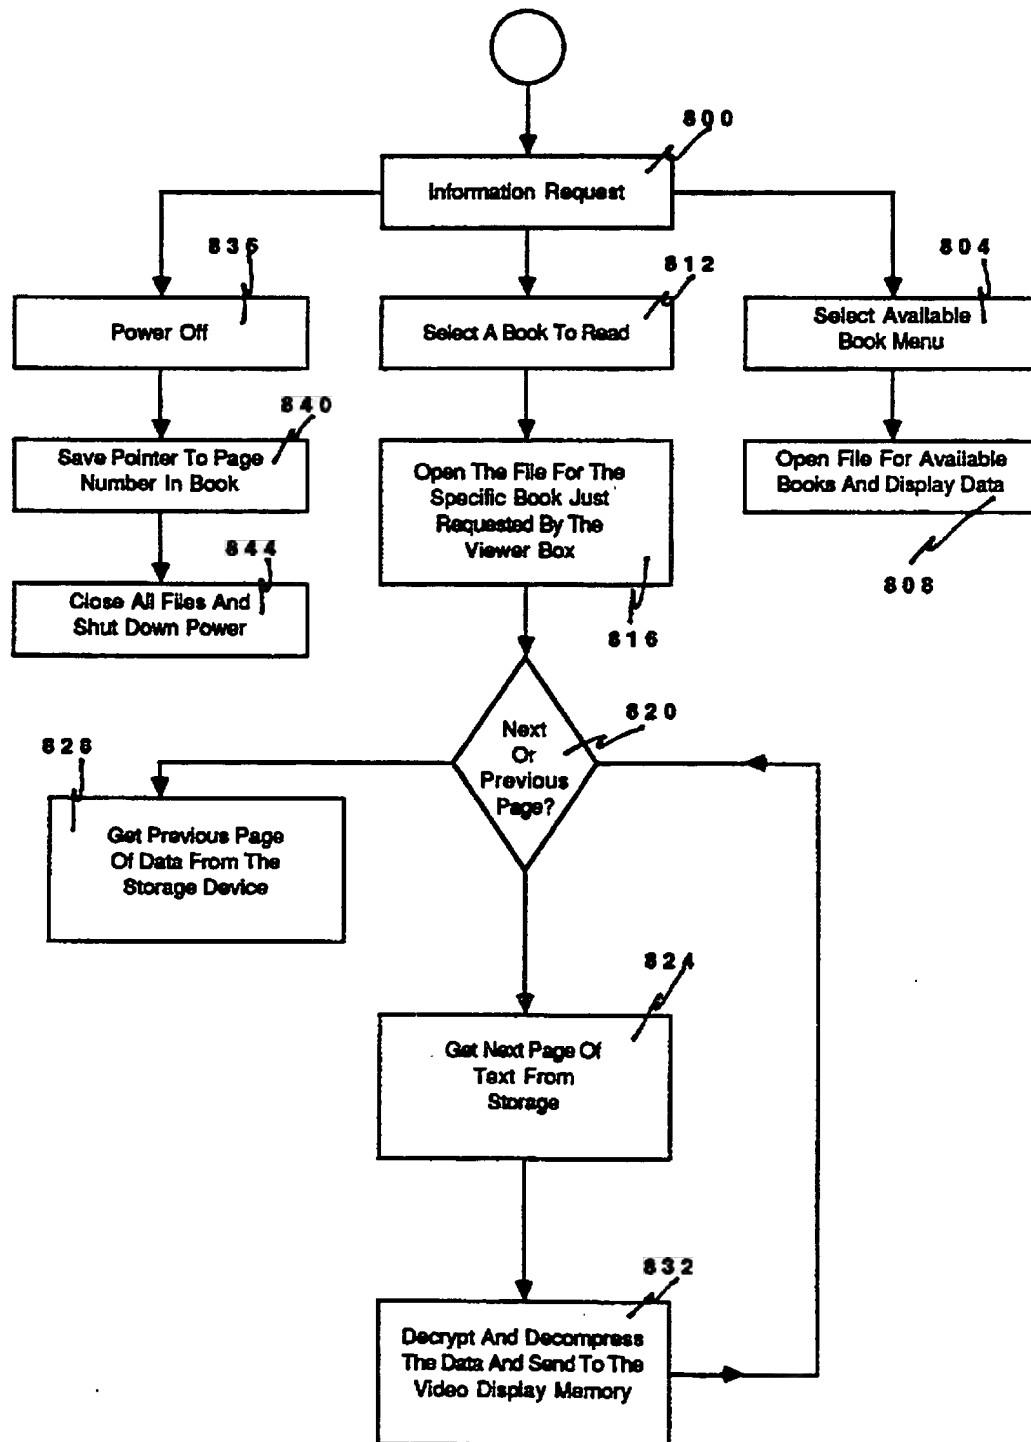 800
Information Request
836
812
804
Power Off
Select A Book To Read
Select Available
Book Menu
840
Save Pointer To Page
Number In Book
Open The File For The
Specific Book Just
Requested By The
Viewer Box
Open File For Available
Books And Display Data
844
808
Close All Files And
Shut Down Power
816
820
Next
Or
Previous
Page?
828
Get Previous Page
Of Data From The
Storage Device
824
Get Next Page Of
Text From
Storage
832
Decrypt And Decompress
The Data And Send To The
Video Display Memory